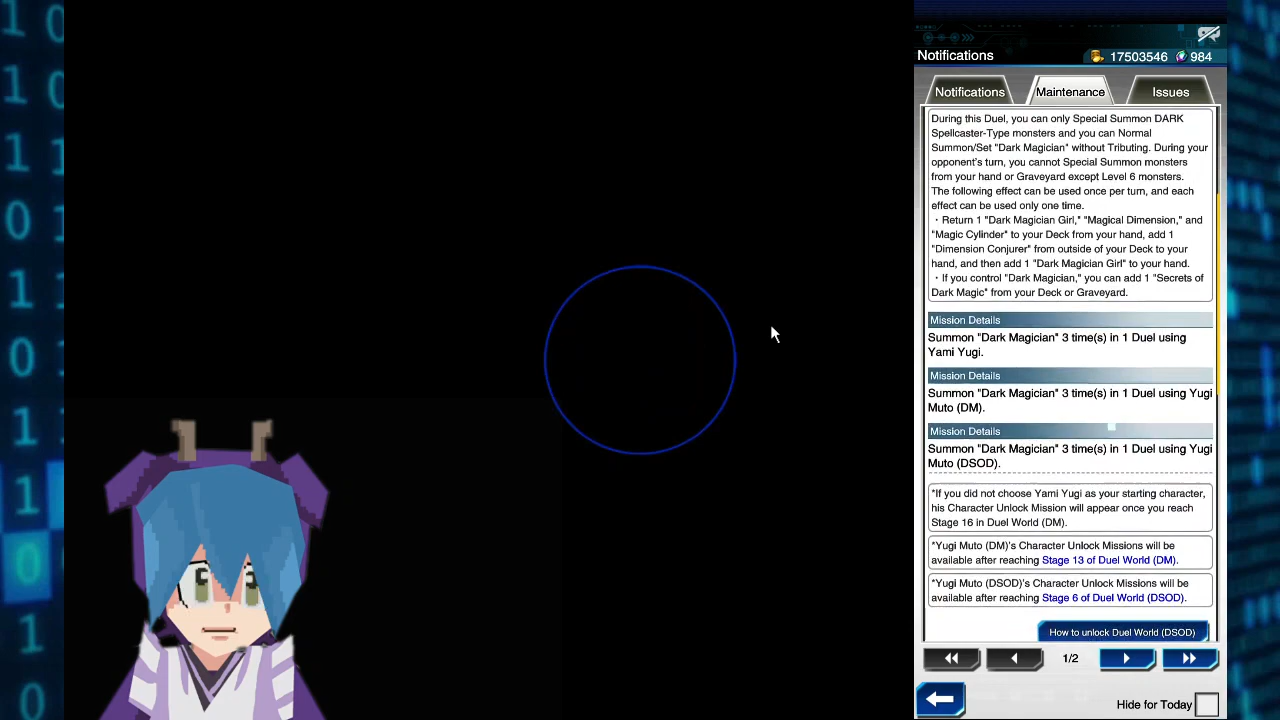 Notifications
17503546
984
Notifications
Maintenance
Issues
During this Duel, you can only Special Summon DARK
Spellcaster-Type monsters and you can Normal
Summon/Set "Dark Magician" without Tributing. During your
opponent's turn, you cannot Special Summon monsters
from your hand or Graveyard except Level 6 monsters.
The following effect can be used once per turn, and each
effect can be used only one time.
・Return 1 "Dark Magician Girl," "Magical Dimension," and
"Magic Cylinder" to your Deck from your hand, add 1
"Dimension Conjurer" from outside of your Deck to your
hand, and then add 1 "Dark Magician Girl" to your hand.
・If you control "Dark Magician," you can add 1 "Secrets of
Dark Magic" from your Deck or Graveyard.
Mission Details
Summon "Dark Magician" 3 time(s) in 1 Duel using
Yami Yugi.
Mission Details
Summon "Dark Magician" 3 time(s) in 1 Duel using Yugi
Muto (DM).
Mission Details
Summon "Dark Magician" 3 time(s) in 1 Duel using Yugi
Muto (DSOD).
*If you did not choose Yami Yugi as your starting character,
his Character Unlock Mission will appear once you reach
Stage 16 in Duel World (DM).
*Yugi Muto (DM)'s Character Unlock Missions will be
available after reaching Stage 13 of Duel World (DM).
*Yugi Muto (DSOD)'s Character Unlock Missions will be
available after reaching Stage 6 of Duel World (DSOD).
How to unlock Duel World (DSOD)
1/2
Hide for Today